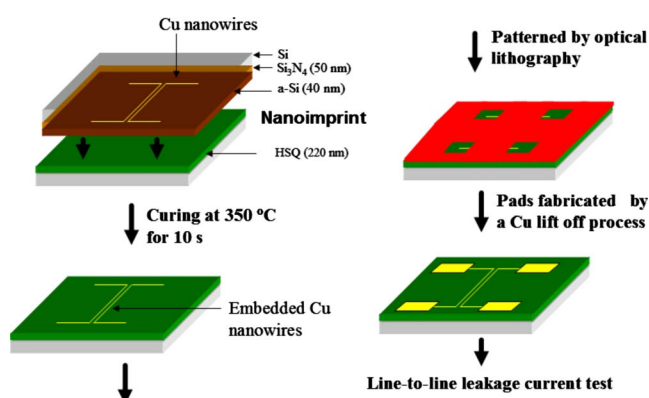 Cu nanowires
Si
Si₃N₄ (50 nm)
a-Si (40 nm)
Nanoimprint
HSQ (220 nm)
Curing at 350 °C
for 10 s
Embedded Cu
nanowires
Patterned by optical
lithography
Pads fabricated by
a Cu lift off process
Line-to-line leakage current test